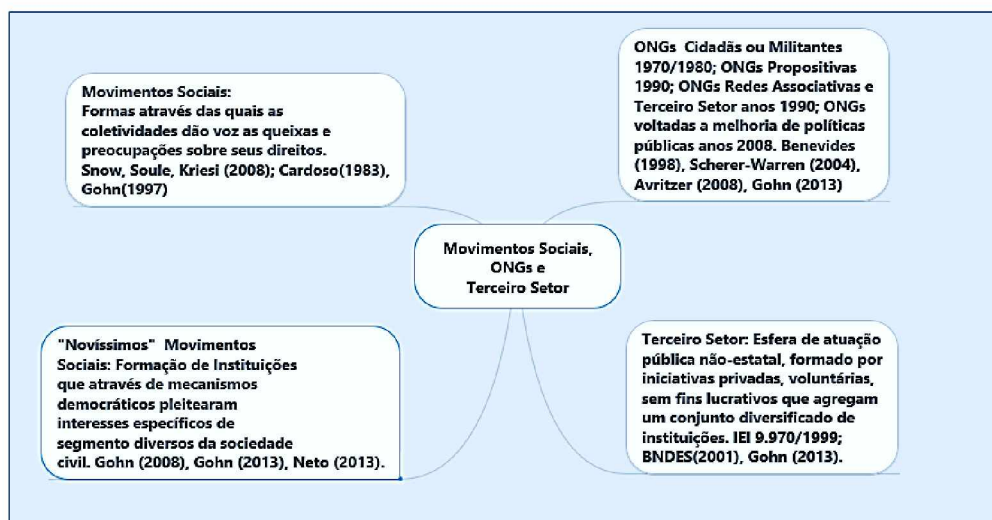 Movimentos Sociais:
Formas através das quais as
coletividades dão voz as queixas e
preocupações sobre seus direitos.
Snow, Soule, Kriesi (2008); Cardoso(1983),
Gohn(1997)
ONGs Cidadãs ou Militantes
1970/1980; ONGs Propositivas
1990; ONGs Redes Associativas e
Terceiro Setor anos 1990; ONGs
voltadas a melhoria de políticas
públicas anos 2008. Benevides
(1998), Scherer-Warren (2004),
Avritzer (2008), Gohn (2013)
Movimentos Sociais,
ONGs e
Terceiro Setor
"Novíssimos" Movimentos
Sociais: Formação de Instituições
que através de mecanismos
democráticos pleitearam
interesses específicos de
segmento diversos da sociedade
civil. Gohn (2008), Gohn (2013), Neto (2013).
Terceiro Setor: Esfera de atuação
pública não-estatal, formado por
iniciativas privadas, voluntárias,
sem fins lucrativos que agregam
um conjunto diversificado de
instituições. IEI 9.970/1999;
BNDES(2001), Gohn (2013).